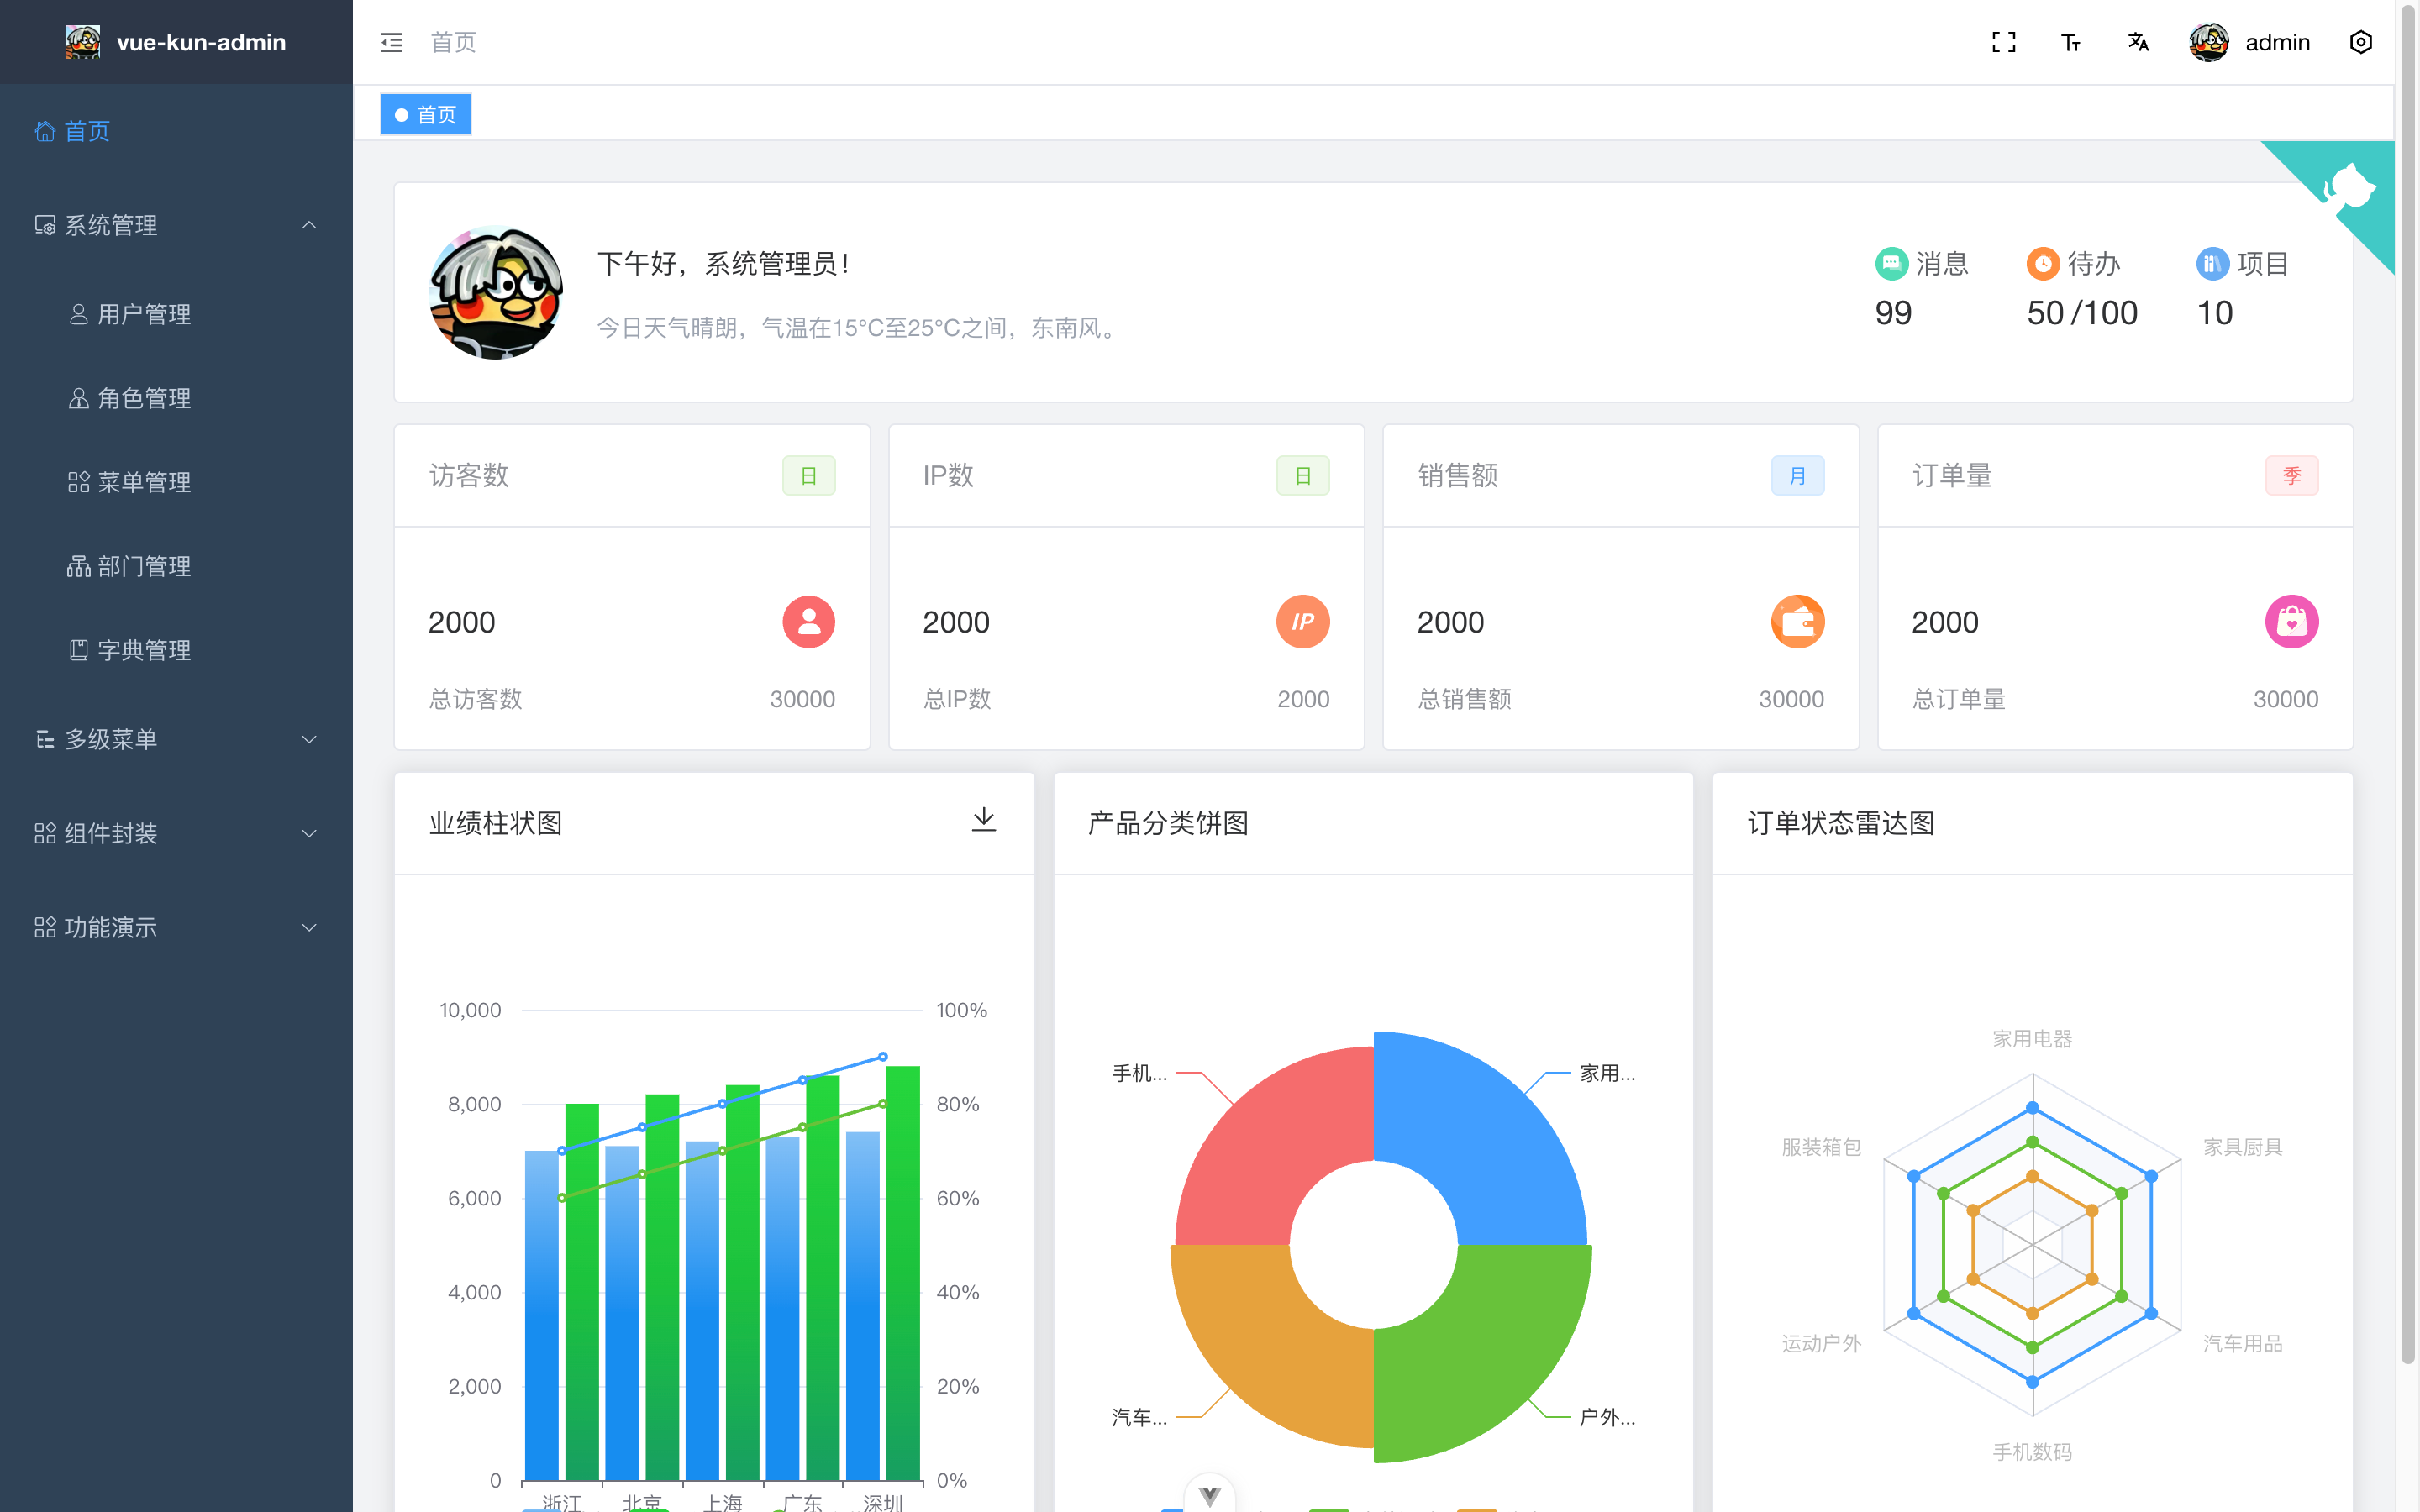 vue-kun-admin
首页
admin
首页
首页
系统管理
用户管理
角色管理
菜单管理
部门管理
字典管理
多级菜单
组件封装
功能演示
下午好，系统管理员！
今日天气晴朗，气温在15°C至25°C之间，东南风。
消息
99
待办
50 /100
项目
10
访客数
日
2000
总访客数
30000
IP数
日
2000
IP
总IP数
2000
销售额
月
2000
总销售额
30000
订单量
季
2000
总订单量
30000
业绩柱状图
10,000
8,000
6,000
4,000
2,000
0
100%
80%
60%
40%
20%
0%
浙江
北京
上海
广东
深圳
产品分类饼图
手机...
家用...
汽车...
户外...
订单状态雷达图
家用电器
服装箱包
家具厨具
运动户外
汽车用品
手机数码